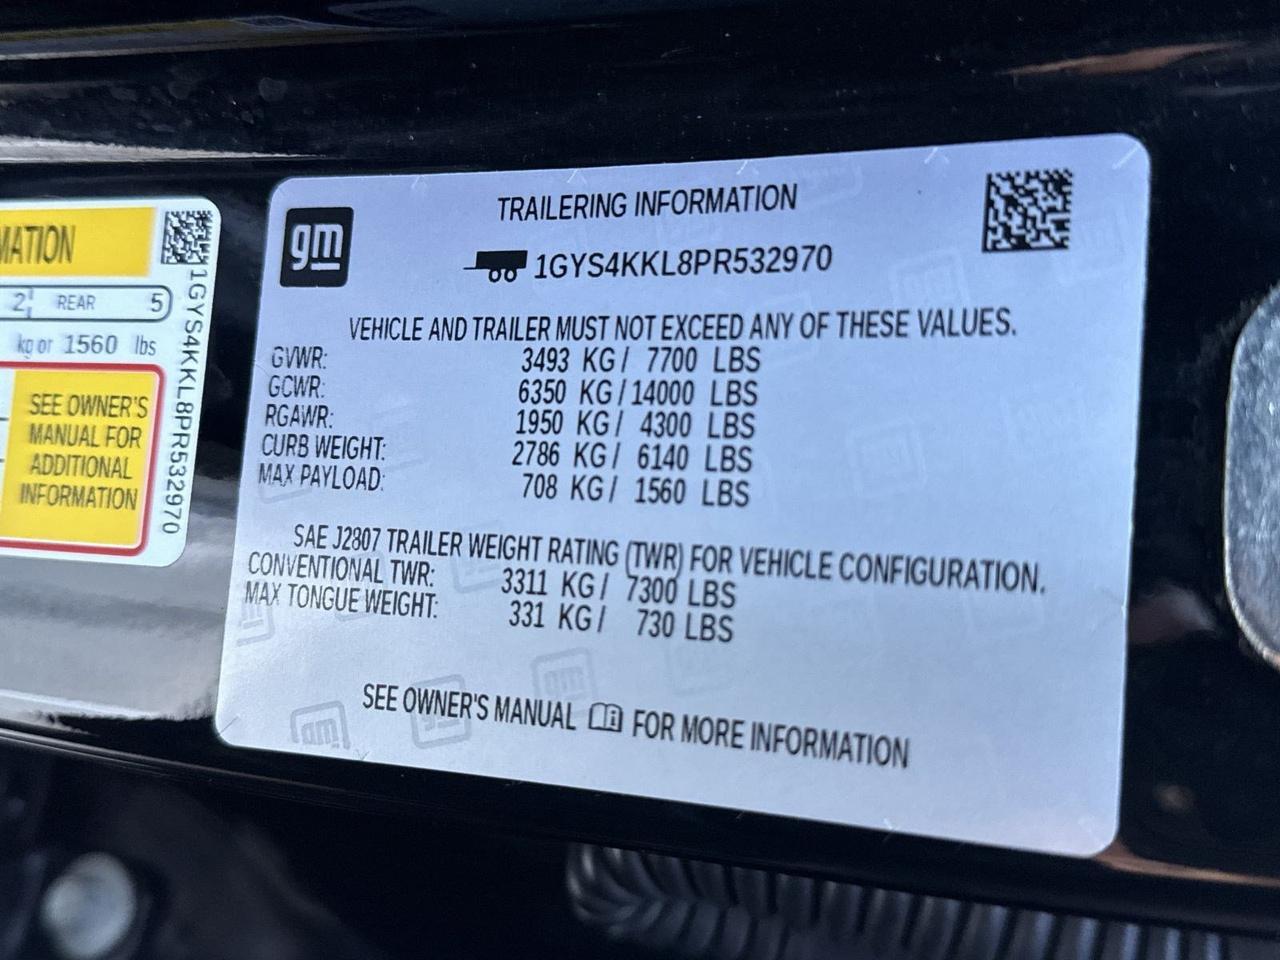 MATION
2 REAR 5
kg or 1560 lbs
SEE OWNER'S
MANUAL FOR
ADDITIONAL
INFORMATION
1GYS4KKL8PR532970
gm
TRAILERING INFORMATION
1GYS4KKL8PR532970
VEHICLE AND TRAILER MUST NOT EXCEED ANY OF THESE VALUES.
GVWR: 3493 KG/ 7700 LBS
GCWR: 6350 KG/14000 LBS
RGAWR: 1950 KG/ 4300 LBS
CURB WEIGHT: 2786 KG/ 6140 LBS
MAX PAYLOAD: 708 KG/ 1560 LBS
SAE J2807 TRAILER WEIGHT RATING (TWR) FOR VEHICLE CONFIGURATION.
CONVENTIONAL TWR: 3311 KG/ 7300 LBS
MAX TONGUE WEIGHT: 331 KG/ 730 LBS
SEE OWNER'S MANUAL FOR MORE INFORMATION